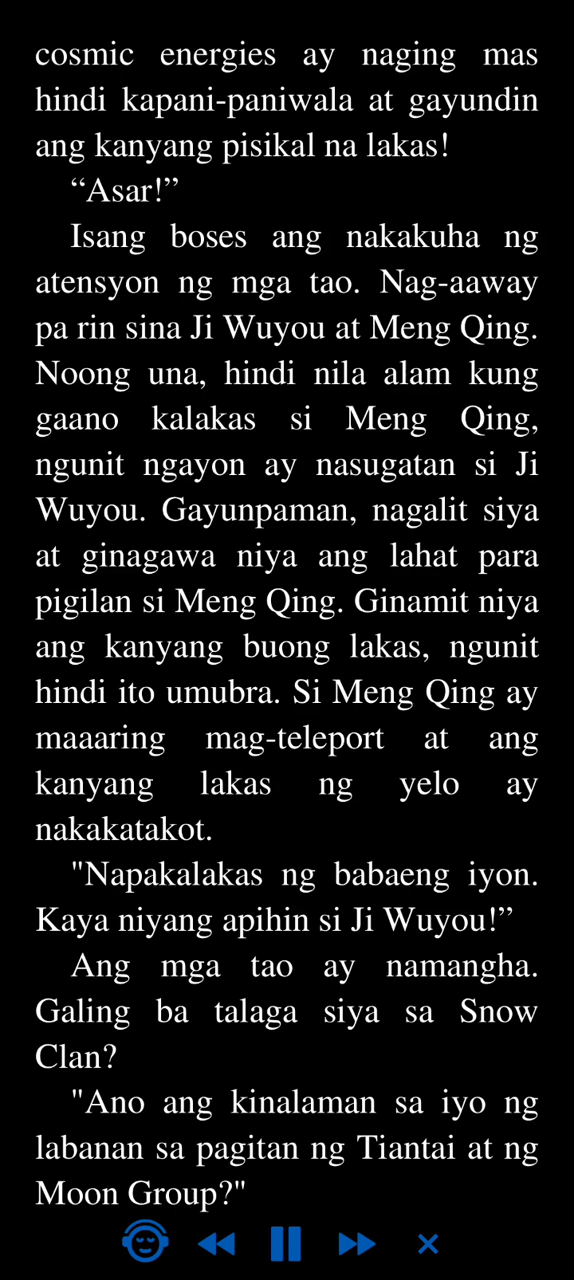 cosmic energies ay naging mas
hindi kapani-paniwala at gayundin
ang kanyang pisikal na lakas!
“Asar!”
Isang boses ang nakakuha ng
atensyon ng mga tao. Nag-aaway
pa rin sina Ji Wuyou at Meng Qing.
Noong una, hindi nila alam kung
gaano kalakas si Meng Qing,
ngunit ngayon ay nasugatan si Ji
Wuyou. Gayunpaman, nagalit siya
at ginagawa niya ang lahat para
pigilan si Meng Qing. Ginamit niya
ang kanyang buong lakas, ngunit
hindi ito umubra. Si Meng Qing ay
maaaring mag-teleport at ang
kanyang lakas ng yelo ay
nakakatakot.
"Napakalakas ng babaeng iyon.
Kaya niyang apihin si Ji Wuyou!”
Ang mga tao ay namangha.
Galing ba talaga siya sa Snow
Clan?
"Ano ang kinalaman sa iyo ng
labanan sa pagitan ng Tiantai at ng
Moon Group?"